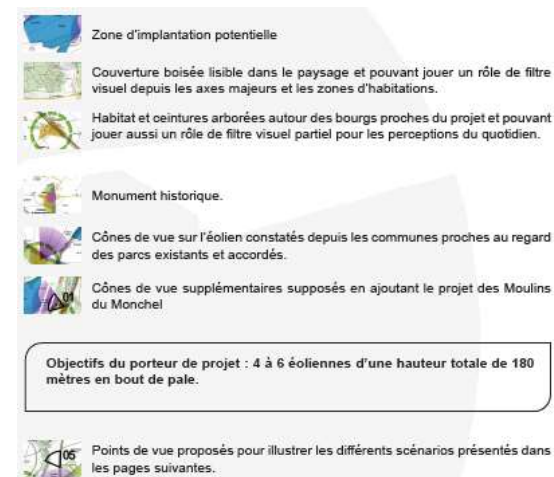 Zone d'implantation potentielle
Couverture boisée lisible dans le paysage et pouvant jouer un rôle de filtre
visuel depuis les axes majeurs et les zones d'habitations.
Habitat et ceintures arborées autour des bourgs proches du projet et pouvant
jouer aussi un rôle de filtre visuel partiel pour les perceptions du quotidien.
Monument historique.
Cônes de vue sur l'éolien constatés depuis les communes proches au regard
des parcs existants et accordés.
01
Cônes de vue supplémentaires supposés en ajoutant le projet des Moulins
du Monchel
Objectifs du porteur de projet : 4 à 6 éoliennes d'une hauteur totale de 180
mètres en bout de pale.
05
Points de vue proposés pour illustrer les différents scénarios présentés dans
les pages suivantes.